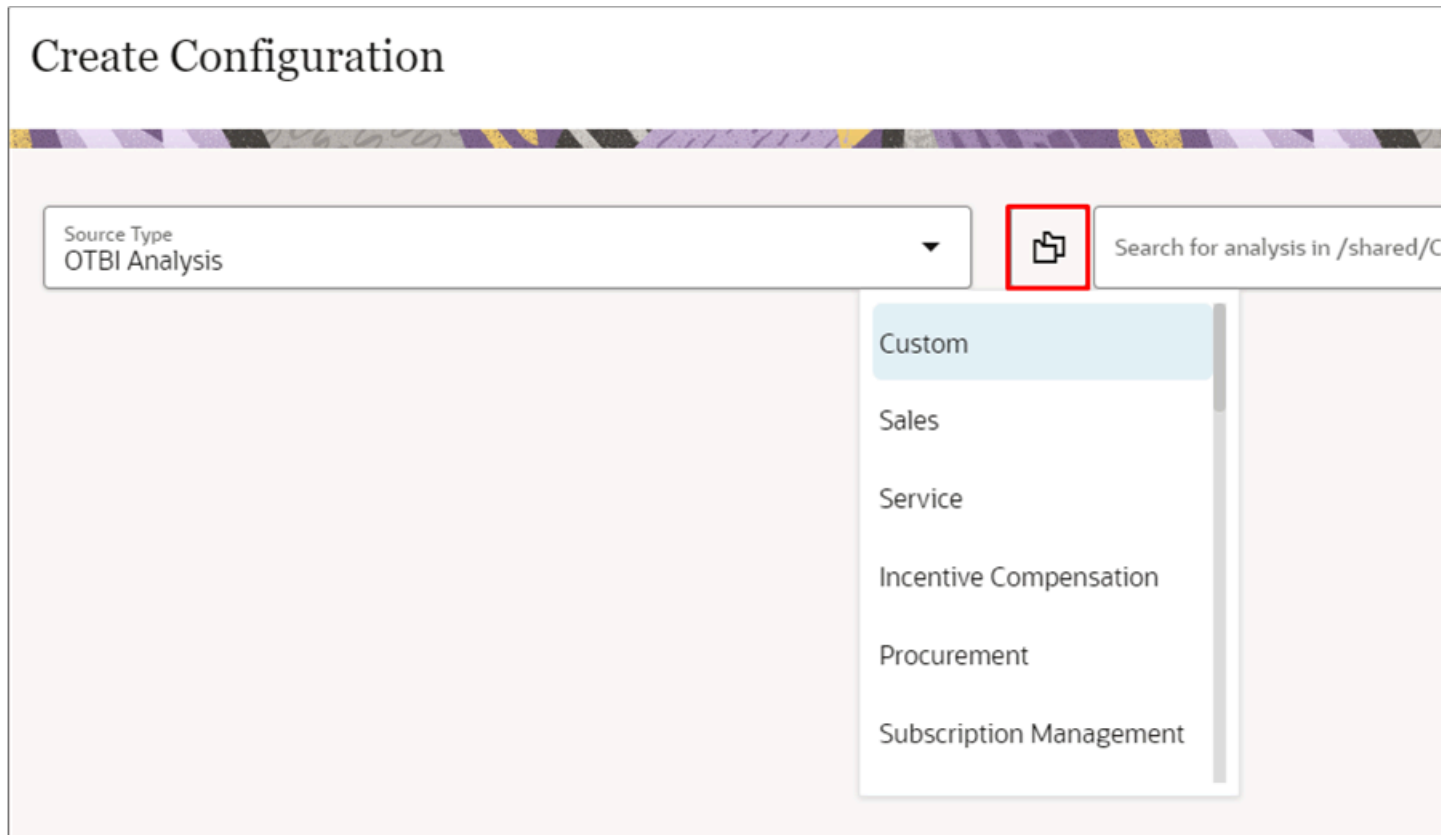 Create Configuration
Source Type
OTBI Analysis
Search for analysis in /shared/C
Custom
Sales
Service
Incentive Compensation
Procurement
Subscription Management